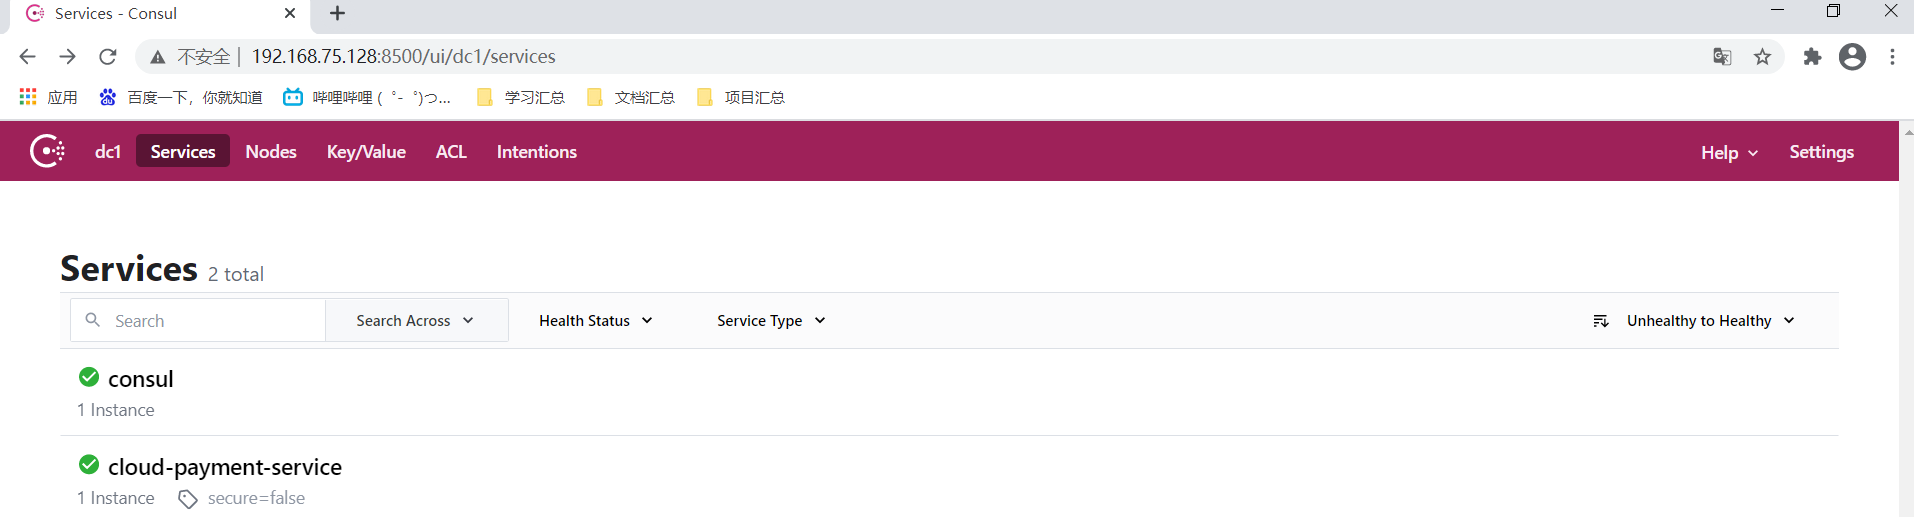 Services - Consul
不安全 | 192.168.75.128:8500/ui/dc1/services
应用 百度一下，你就知道 哔哩哔哩 ( ゜- ゜)つ... 学习汇总 文档汇总 项目汇总
dc1 Services Nodes Key/Value ACL Intentions Help Settings
Services 2 total
Search Search Across Health Status Service Type Unhealthy to Healthy
consul
1 Instance
cloud-payment-service
1 Instance secure=false